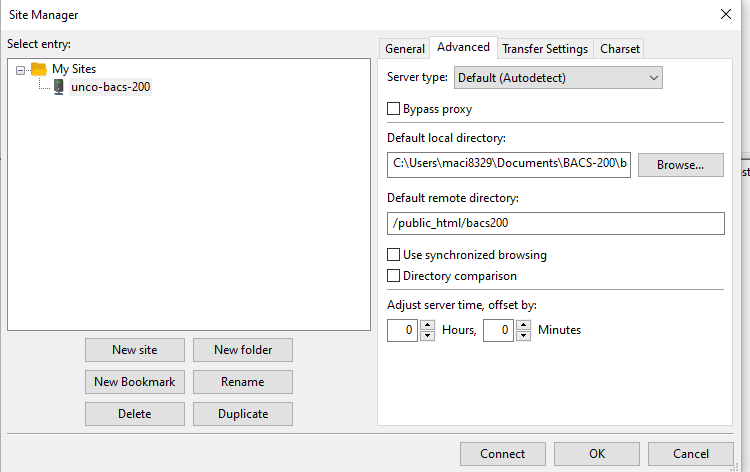 Site Manager
Select entry:
My Sites
unco-bacs-200
New site
New folder
New Bookmark
Rename
Delete
Duplicate
General
Advanced
Transfer Settings
Charset
Server type:
Default (Autodetect)
Bypass proxy
Default local directory:
C:\Users\maci8329\Documents\BACS-200\b
Browse...
Default remote directory:
/public_html/bacs200
Use synchronized browsing
Directory comparison
Adjust server time, offset by:
0 Hours, 0 Minutes
Connect
OK
Cancel